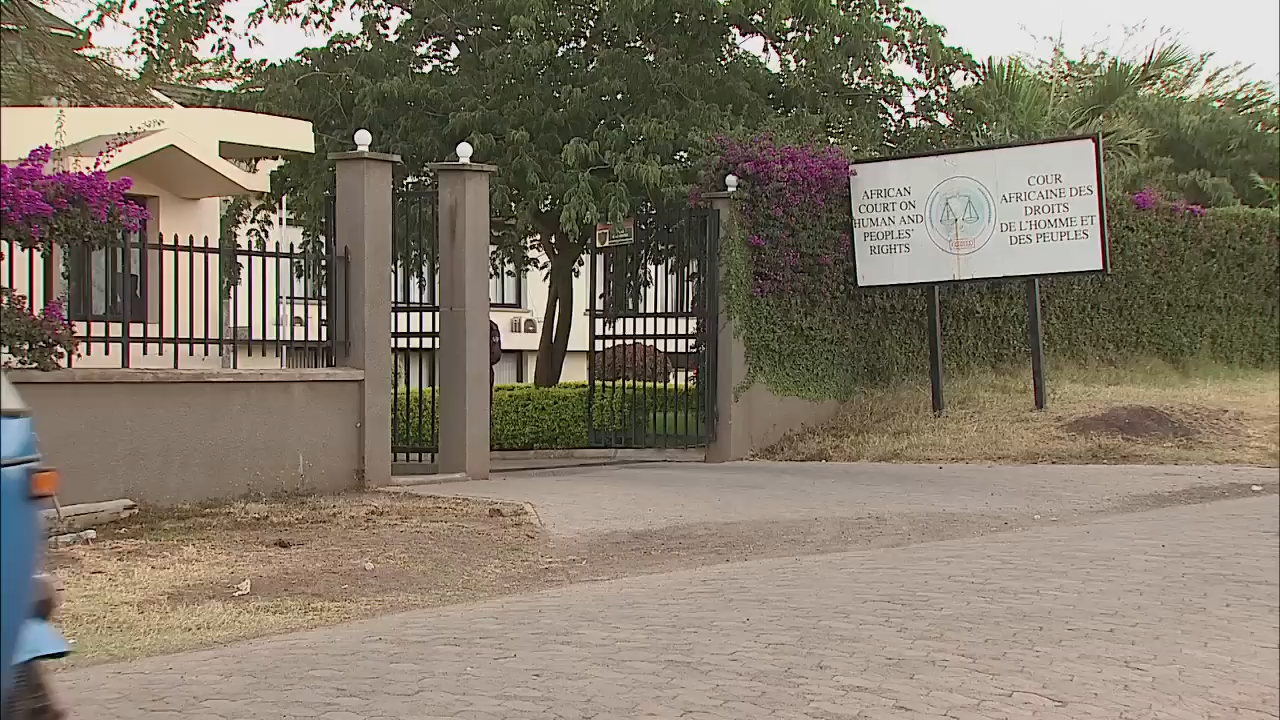 AFRICAN
COURT ON
HUMAN AND
PEOPLES'
RIGHTS
COUR
AFRICAINE DES
DROITS
DE L'HOMME ET
DES PEUPLES